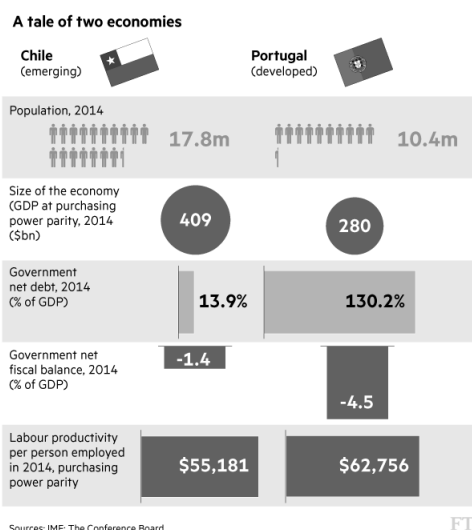 A tale of two economies
Chile
(emerging)
Portugal
(developed)
Population, 2014
17.8m
10.4m
Size of the economy
(GDP at purchasing
power parity, 2014
($bn)
409
280
Government
net debt, 2014
(% of GDP)
13.9%
130.2%
Government net
fiscal balance, 2014
(% of GDP)
-1.4
-4.5
Labour productivity
per person employed
in 2014, purchasing
power parity
$55,181
$62,756
Sources: IMF; The Conference Board
FT